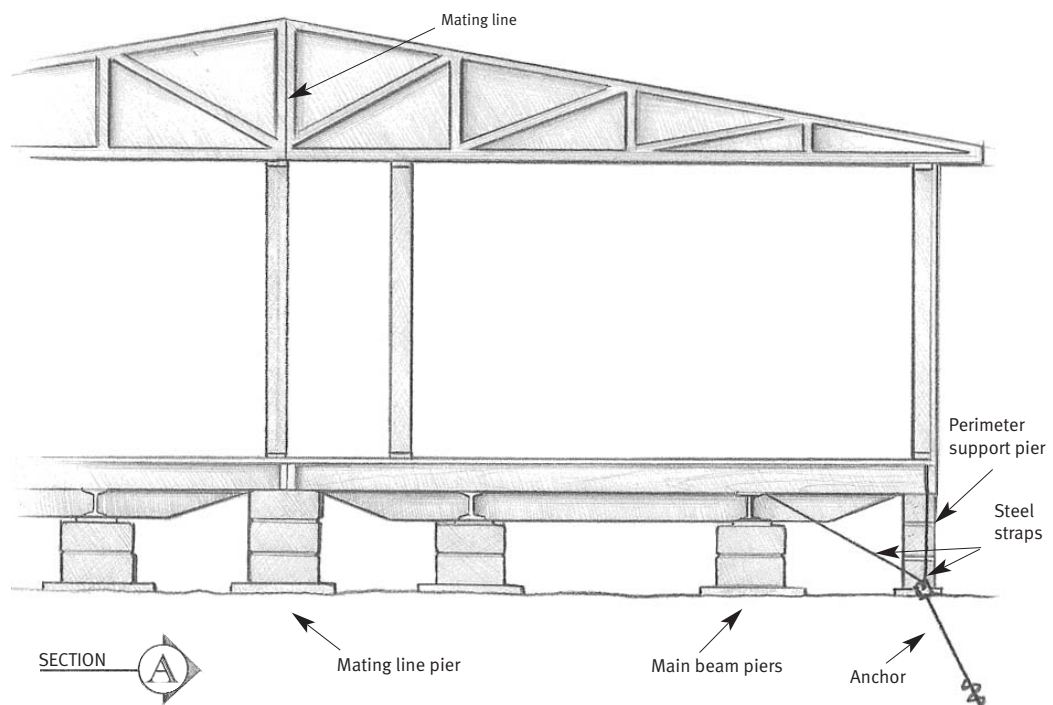 Mating line
Perimeter
support pier
Steel
straps
SECTION
A
Mating line pier
Main beam piers
Anchor